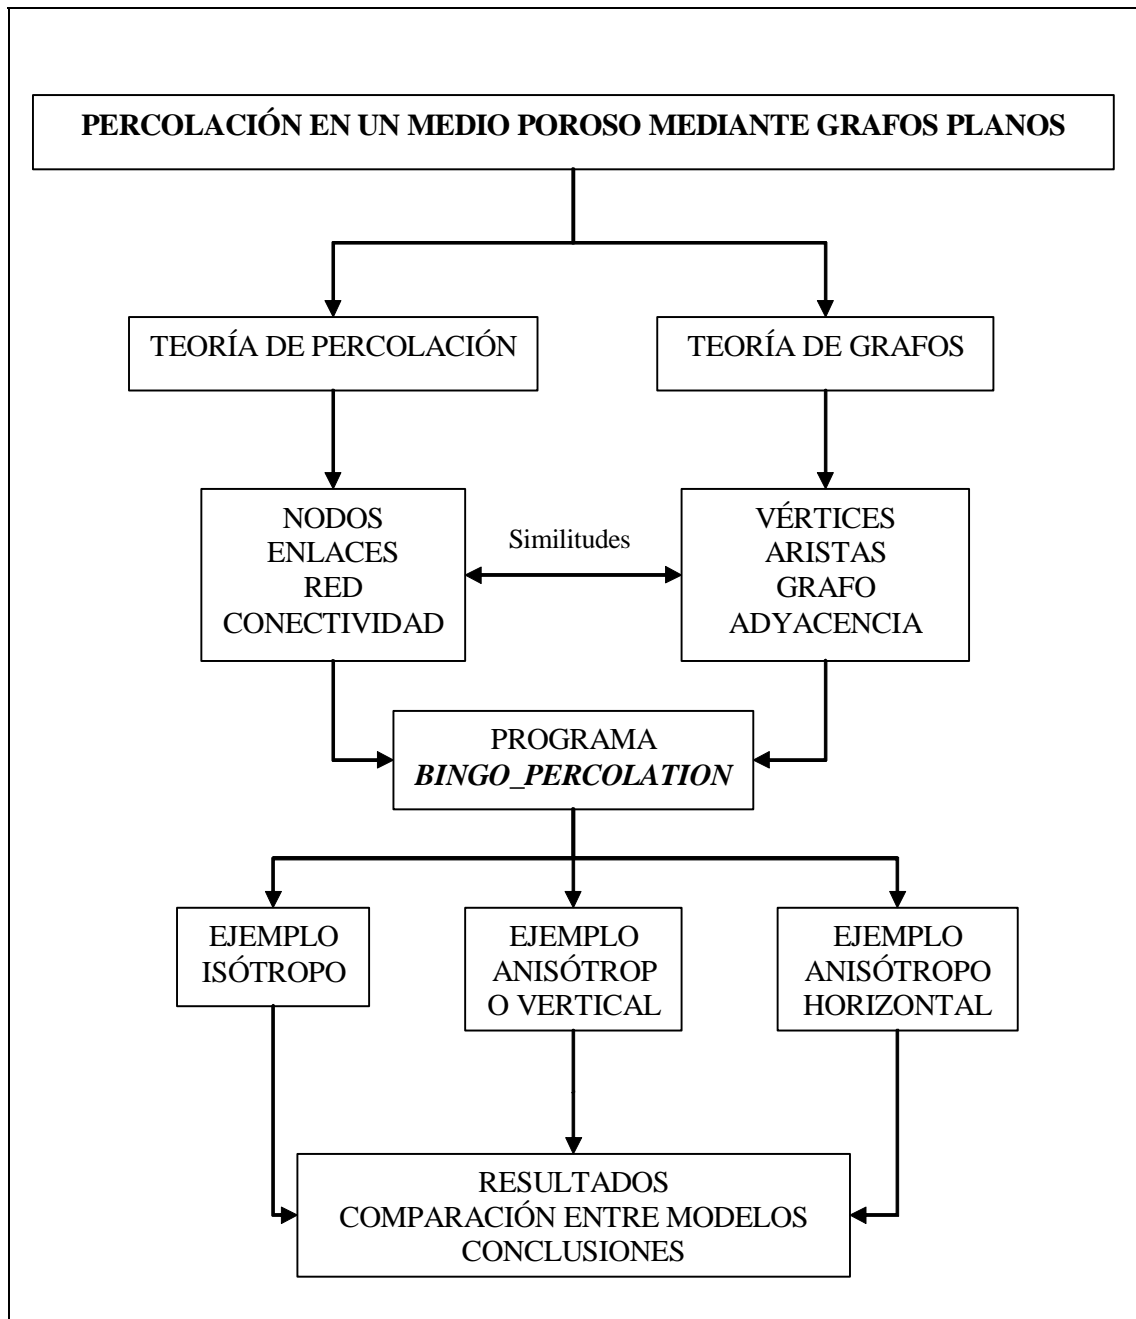 PERCOLACIÓN EN UN MEDIO POROSO MEDIANTE GRAFOS PLANOS
TEORÍA DE PERCOLACIÓN
TEORÍA DE GRAFOS
NODOS
ENLACES
RED
CONECTIVIDAD
Similitudes
VÉRTICES
ARISTAS
GRAFO
ADYACENCIA
PROGRAMA
BINGO_PERCOLATION
EJEMPLO
ISÓTROPO
EJEMPLO
ANISÓTROP
O VERTICAL
EJEMPLO
ANISÓTROPO
HORIZONTAL
RESULTADOS
COMPARACIÓN ENTRE MODELOS
CONCLUSIONES